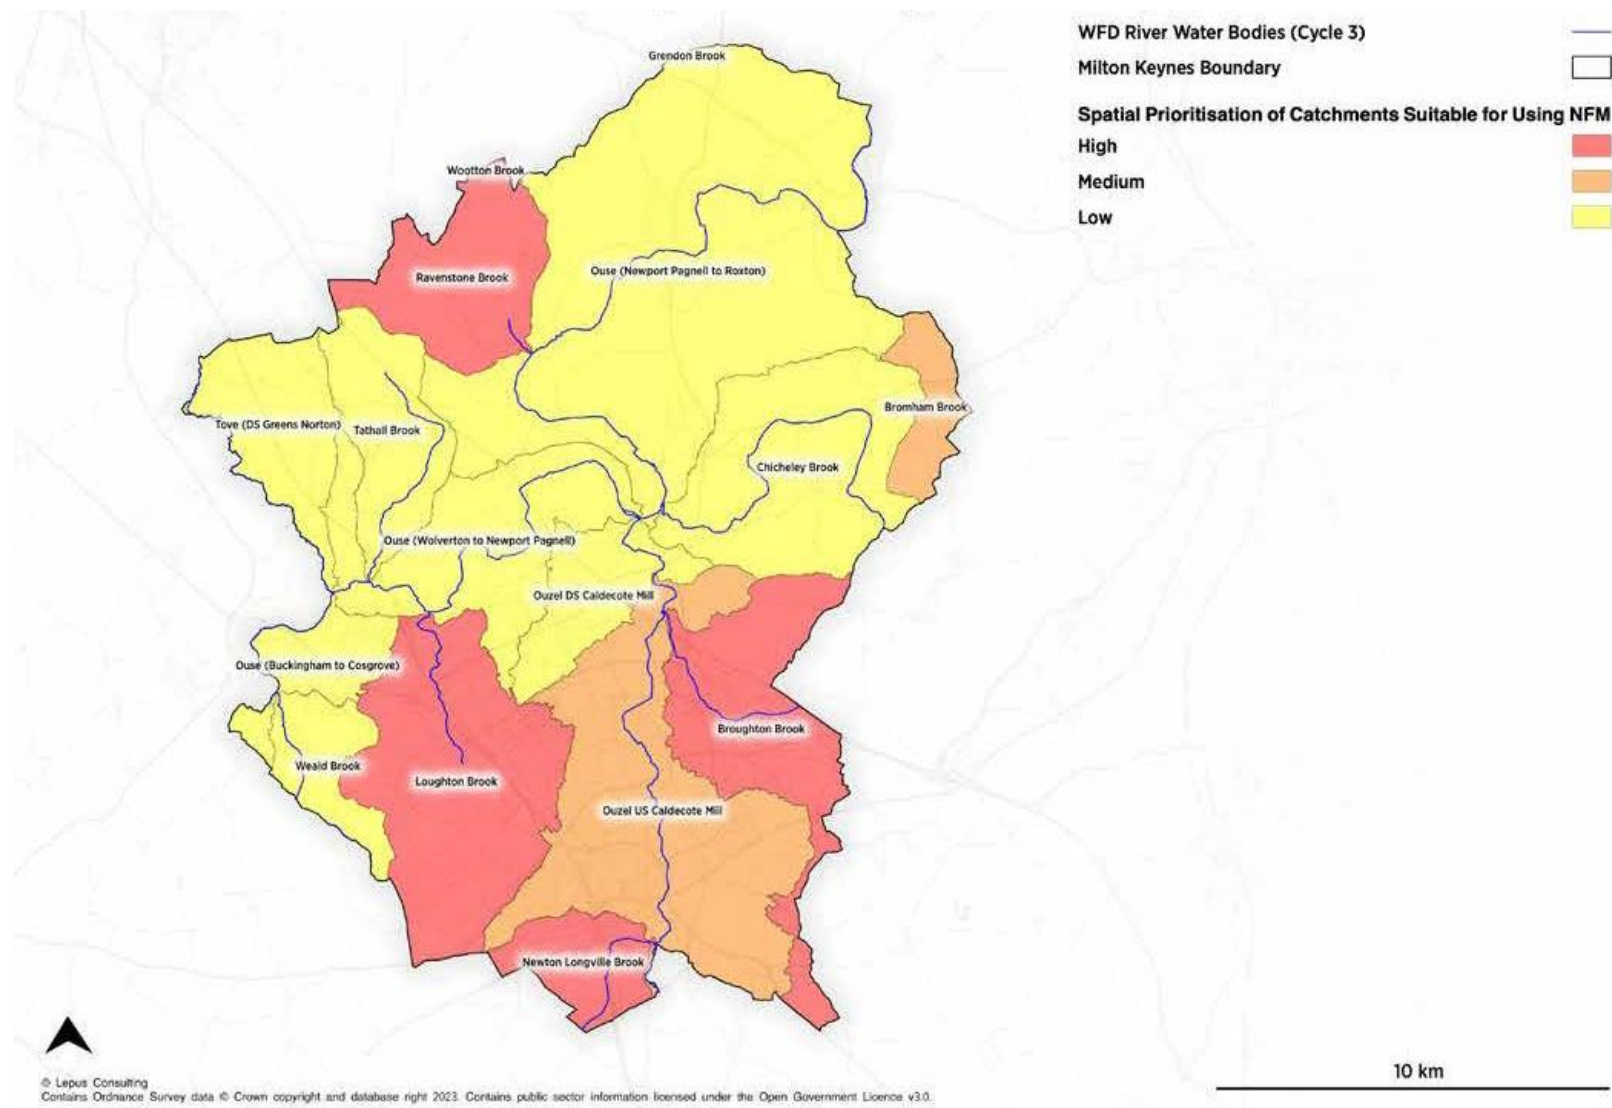 WFD River Water Bodies (Cycle 3)
Milton Keynes Boundary
Spatial Prioritisation of Catchments Suitable for Using NFM
High
Medium
Low
Grendon Brook
Wootton Brook
Ravenstone Brook
Ouse (Newport Pagnell to Roxton)
Bromham Brook
Tove (DS Greens Norton)
Tathall Brook
Chicheley Brook
Ouse (Wolverton to Newport Pagnell)
Ouzel DS Caldecote Mill
Ouse (Buckingham to Cosgrove)
Broughton Brook
Weald Brook
Loughton Brook
Ouzel US Caldecote Mill
Newton Longville Brook
10 km
© Lepus Consulting
Contains Ordnance Survey data © Crown copyright and database right 2023. Contains public sector information licensed under the Open Government Licence v3.0.